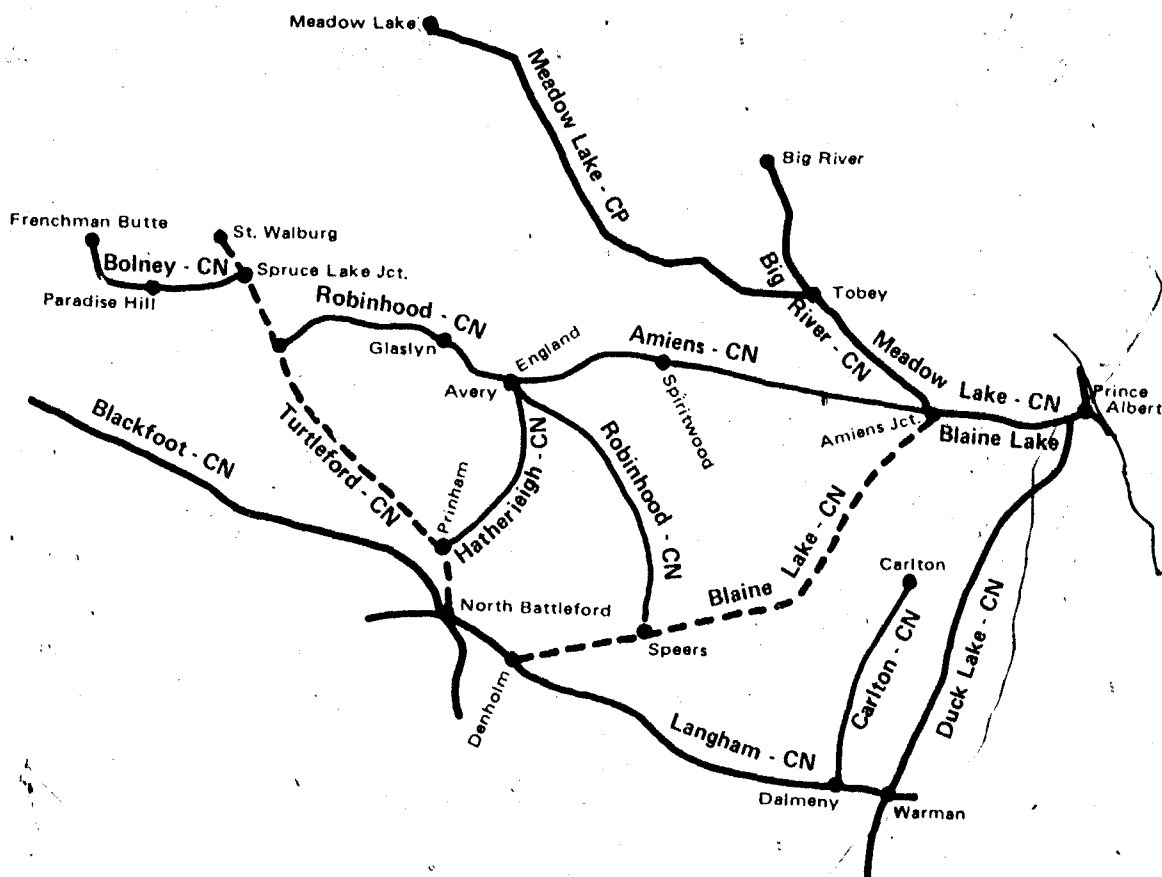 Meadow Lake
Meadow Lake - CP
Big River
Frenchman Butte
St. Walburg
Bolney - CN
Spruce Lake Jct.
Paradise Hill
Robinhood - CN
Glaslyn
England
Avery
Amiens - CN
Spiritwood
Big River - CN
Tobey
Meadow Lake - CN
Prince
Albert
Amiens Jct.
Blaine Lake
Blackfoot - CN
Turtleford - CN
Prinham
Hatherleigh - CN
Robinhood - CN
Blaine Lake - CN
Carlton
North Battleford
Speers
Denholm
Carlton - CN
Duck Lake - CN
Langham - CN
Dalmeny
Warman